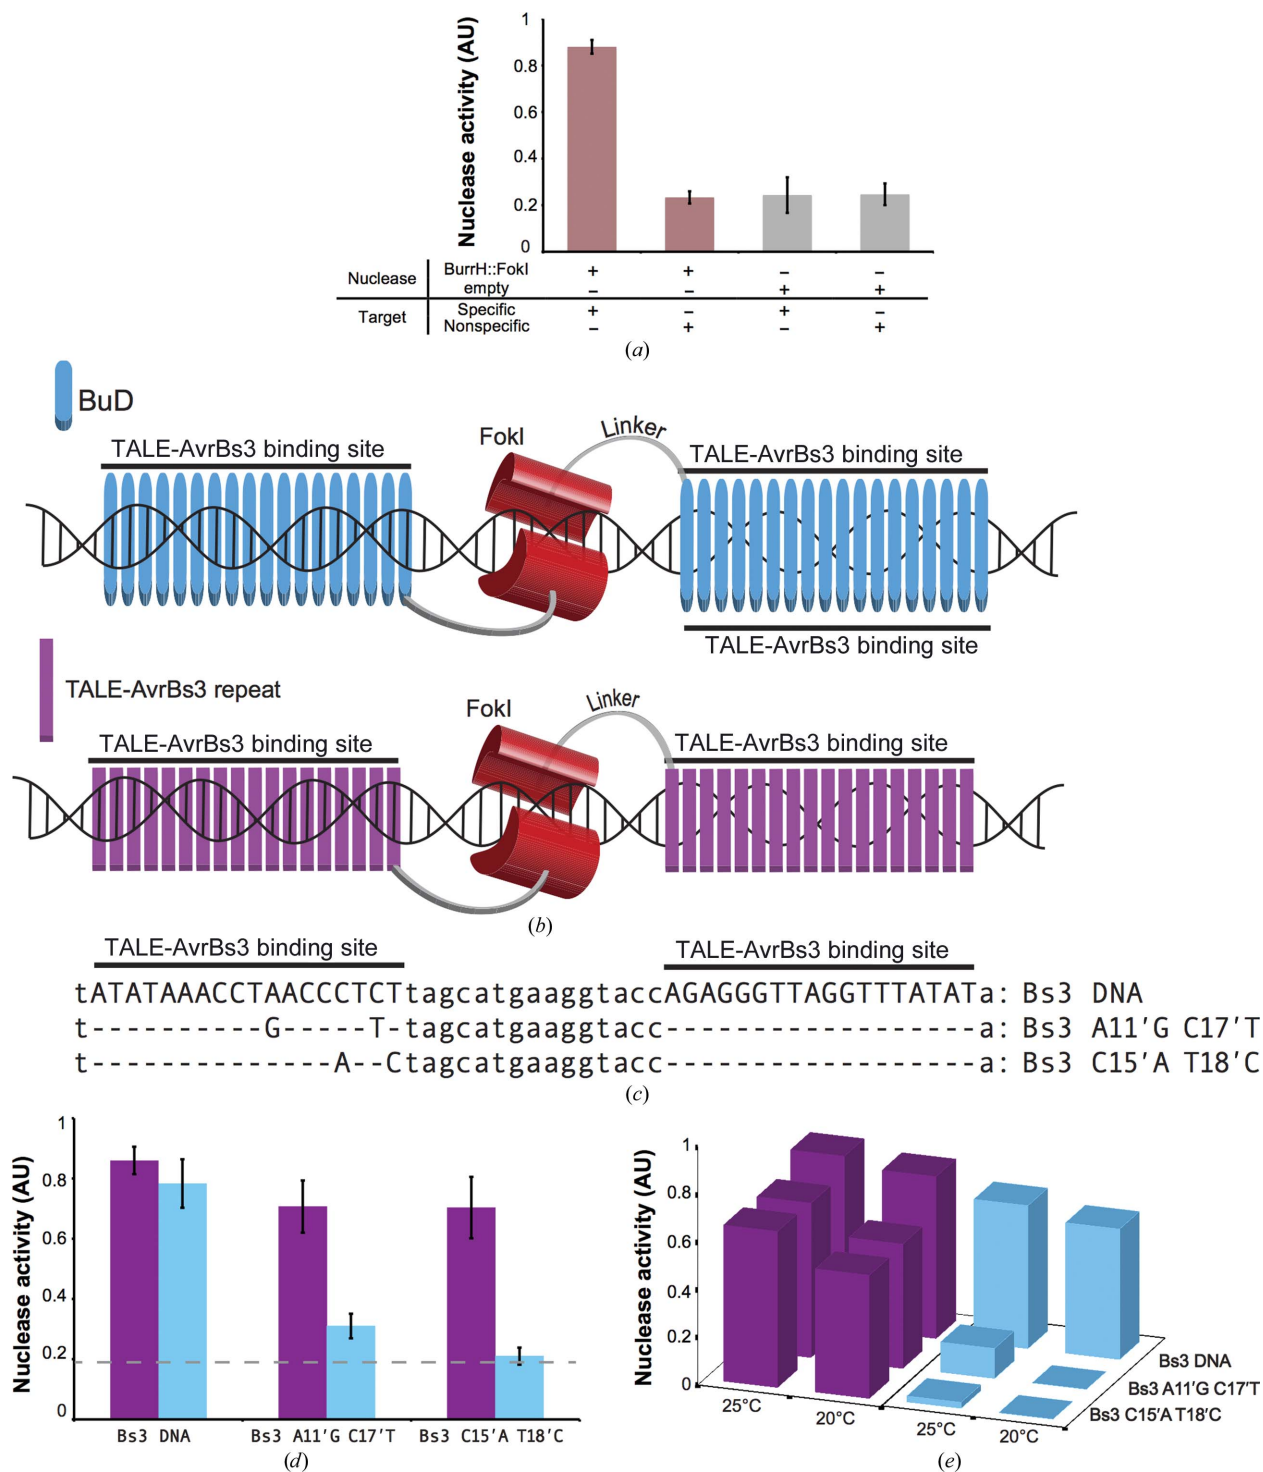 Nuclease activity (AU)
1
0.8
0.6
0.4
0.2
0
Nuclease
BurrH::FokI + + – –
empty – – + +
Target
Specific + – + –
Nonspecific – + – +
(a)
BuD
TALE-AvrBs3 binding site
FokI
Linker
TALE-AvrBs3 binding site
TALE-AvrBs3 binding site
TALE-AvrBs3 repeat
TALE-AvrBs3 binding site
FokI
Linker
TALE-AvrBs3 binding site
(b)
TALE-AvrBs3 binding site
TALE-AvrBs3 binding site
tATATAAACCTAACCCTCTtagcatgaaggtaccAGAGGGTTAGGTTTATATa: Bs3 DNA
t----------G-----T-tagcatgaaggtacc------------------a: Bs3 A11'G C17'T
t--------------A--Ctagcatgaaggtacc------------------a: Bs3 C15'A T18'C
(c)
Nuclease activity (AU)
1
0.8
0.6
0.4
0.2
0
Bs3 DNA
Bs3 A11'G C17'T
Bs3 C15'A T18'C
(d)
Nuclease activity (AU)
1
0.8
0.6
0.4
0.2
0
25°C
20°C
25°C
20°C
Bs3 DNA
Bs3 A11'G C17'T
Bs3 C15'A T18'C
(e)